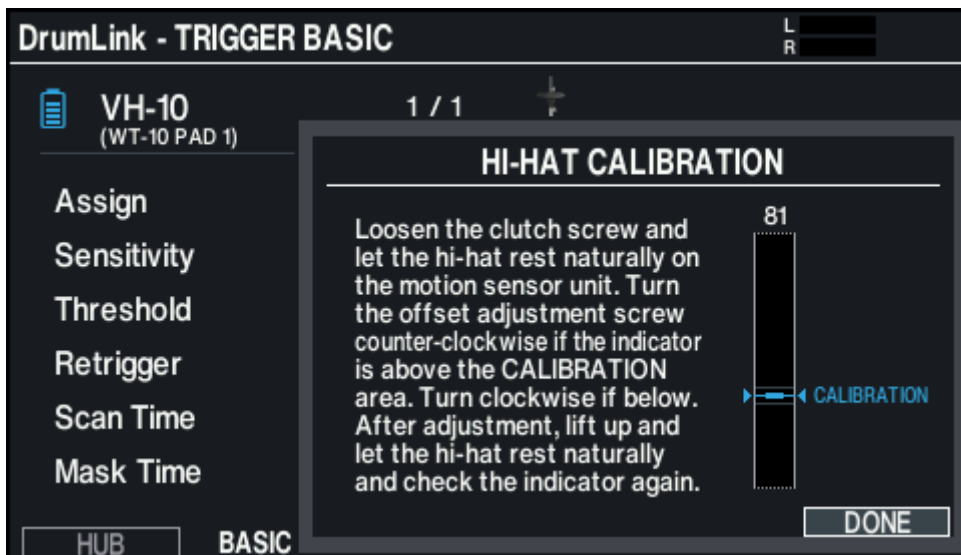 DrumLink - TRIGGER BASIC
L
R
VH-10
1 / 1
(WT-10 PAD 1)
Assign
Sensitivity
Threshold
Retrigger
Scan Time
Mask Time
HUB
BASIC
HI-HAT CALIBRATION
Loosen the clutch screw and
let the hi-hat rest naturally on
the motion sensor unit. Turn
the offset adjustment screw
counter-clockwise if the indicator
is above the CALIBRATION
area. Turn clockwise if below.
After adjustment, lift up and
let the hi-hat rest naturally
and check the indicator again.
81
CALIBRATION
DONE